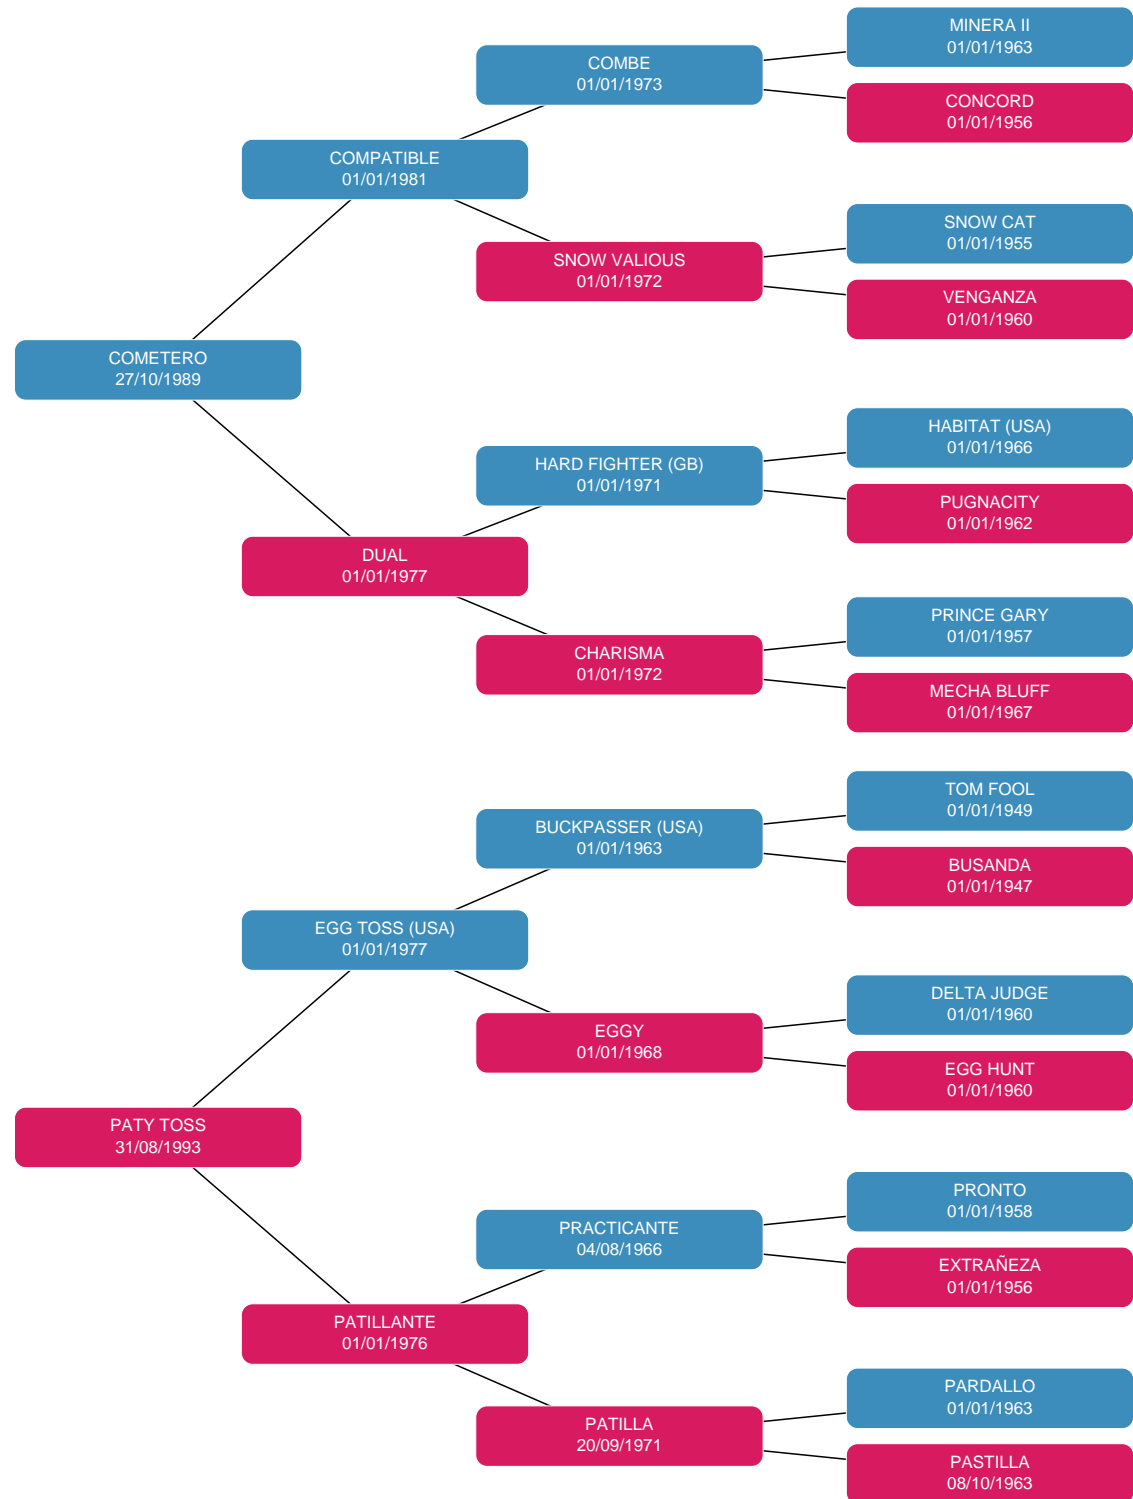 MINERA II
01/01/1963
COMBE
01/01/1973
CONCORD
01/01/1956
COMPATIBLE
01/01/1981
SNOW CAT
01/01/1955
SNOW VALIOUS
01/01/1972
VENGANZA
01/01/1960
COMETERO
27/10/1989
HABITAT (USA)
01/01/1966
HARD FIGHTER (GB)
01/01/1971
PUGNACITY
01/01/1962
DUAL
01/01/1977
PRINCE GARY
01/01/1957
CHARISMA
01/01/1972
MECHA BLUFF
01/01/1967
TOM FOOL
01/01/1949
BUCKPASSER (USA)
01/01/1963
BUSANDA
01/01/1947
EGG TOSS (USA)
01/01/1977
DELTA JUDGE
01/01/1960
EGGY
01/01/1968
EGG HUNT
01/01/1960
PATY TOSS
31/08/1993
PRONTO
01/01/1958
PRACTICANTE
04/08/1966
EXTRAÑEZA
01/01/1956
PATILLANTE
01/01/1976
PARDALLO
01/01/1963
PATILLA
20/09/1971
PASTILLA
08/10/1963